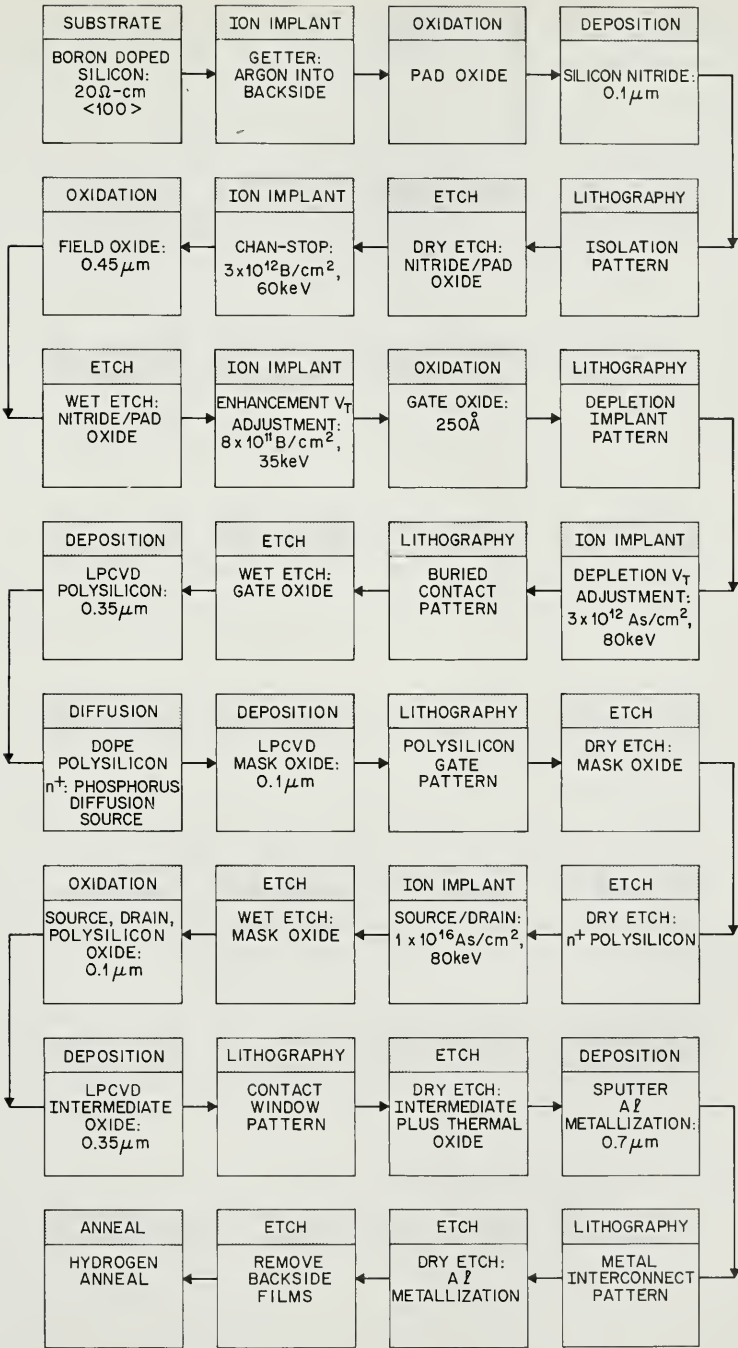 SUBSTRATE
BORON DOPED
SILICON:
20Ω-cm
<100>
ION IMPLANT
GETTER:
ARGON INTO
BACKSIDE
OXIDATION
PAD OXIDE
DEPOSITION
SILICON NITRIDE:
0.1μm
OXIDATION
FIELD OXIDE:
0.45μm
ION IMPLANT
CHAN-STOP:
3x10¹²B/cm²,
60keV
ETCH
DRY ETCH:
NITRIDE/PAD
OXIDE
LITHOGRAPHY
ISOLATION
PATTERN
ETCH
WET ETCH:
NITRIDE/PAD
OXIDE
ION IMPLANT
ENHANCEMENT V_T
ADJUSTMENT:
8x10¹¹B/cm²,
35keV
OXIDATION
GATE OXIDE:
250Å
LITHOGRAPHY
DEPLETION
IMPLANT
PATTERN
DEPOSITION
LPCVD
POLYSILICON:
0.35μm
ETCH
WET ETCH:
GATE OXIDE
LITHOGRAPHY
BURIED
CONTACT
PATTERN
ION IMPLANT
DEPLETION V_T
ADJUSTMENT:
3x10¹² As/cm²,
80keV
DIFFUSION
DOPE
POLYSILICON
n⁺: PHOSPHORUS
DIFFUSION
SOURCE
DEPOSITION
LPCVD
MASK OXIDE:
0.1μm
LITHOGRAPHY
POLYSILICON
GATE
PATTERN
ETCH
DRY ETCH:
MASK OXIDE
OXIDATION
SOURCE, DRAIN,
POLYSILICON
OXIDE:
0.1μm
ETCH
WET ETCH:
MASK OXIDE
ION IMPLANT
SOURCE/DRAIN:
1 x 10¹⁶As/cm²,
80keV
ETCH
DRY ETCH:
n⁺ POLYSILICON
DEPOSITION
LPCVD
INTERMEDIATE
OXIDE:
0.35μm
LITHOGRAPHY
CONTACT
WINDOW
PATTERN
ETCH
DRY ETCH:
INTERMEDIATE
PLUS THERMAL
OXIDE
DEPOSITION
SPUTTER
Aℓ
METALLIZATION:
0.7μm
ANNEAL
HYDROGEN
ANNEAL
ETCH
REMOVE
BACKSIDE
FILMS
ETCH
DRY ETCH:
Aℓ
METALLIZATION
LITHOGRAPHY
METAL
INTERCONNECT
PATTERN